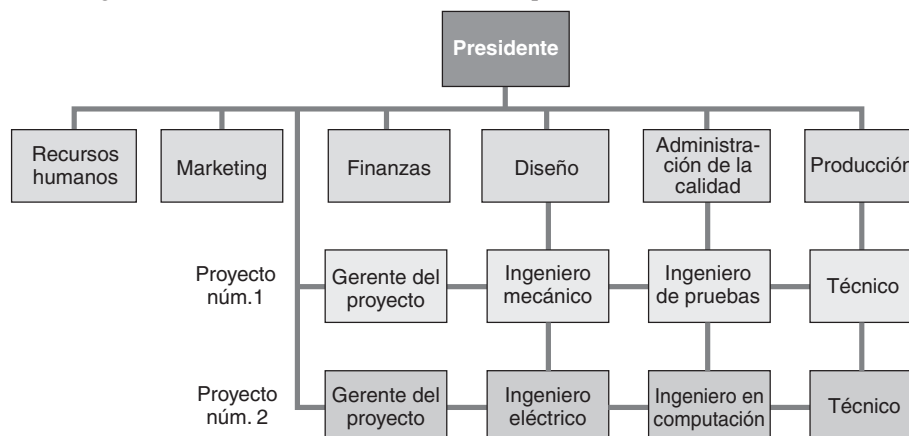 Presidente
Recursos
humanos
Marketing
Finanzas
Diseño
Administra-
ción de la
calidad
Producción
Proyecto
núm.1
Gerente del
proyecto
Ingeniero
mecánico
Ingeniero
de pruebas
Técnico
Proyecto
núm. 2
Gerente del
proyecto
Ingeniero
eléctrico
Ingeniero en
computación
Técnico